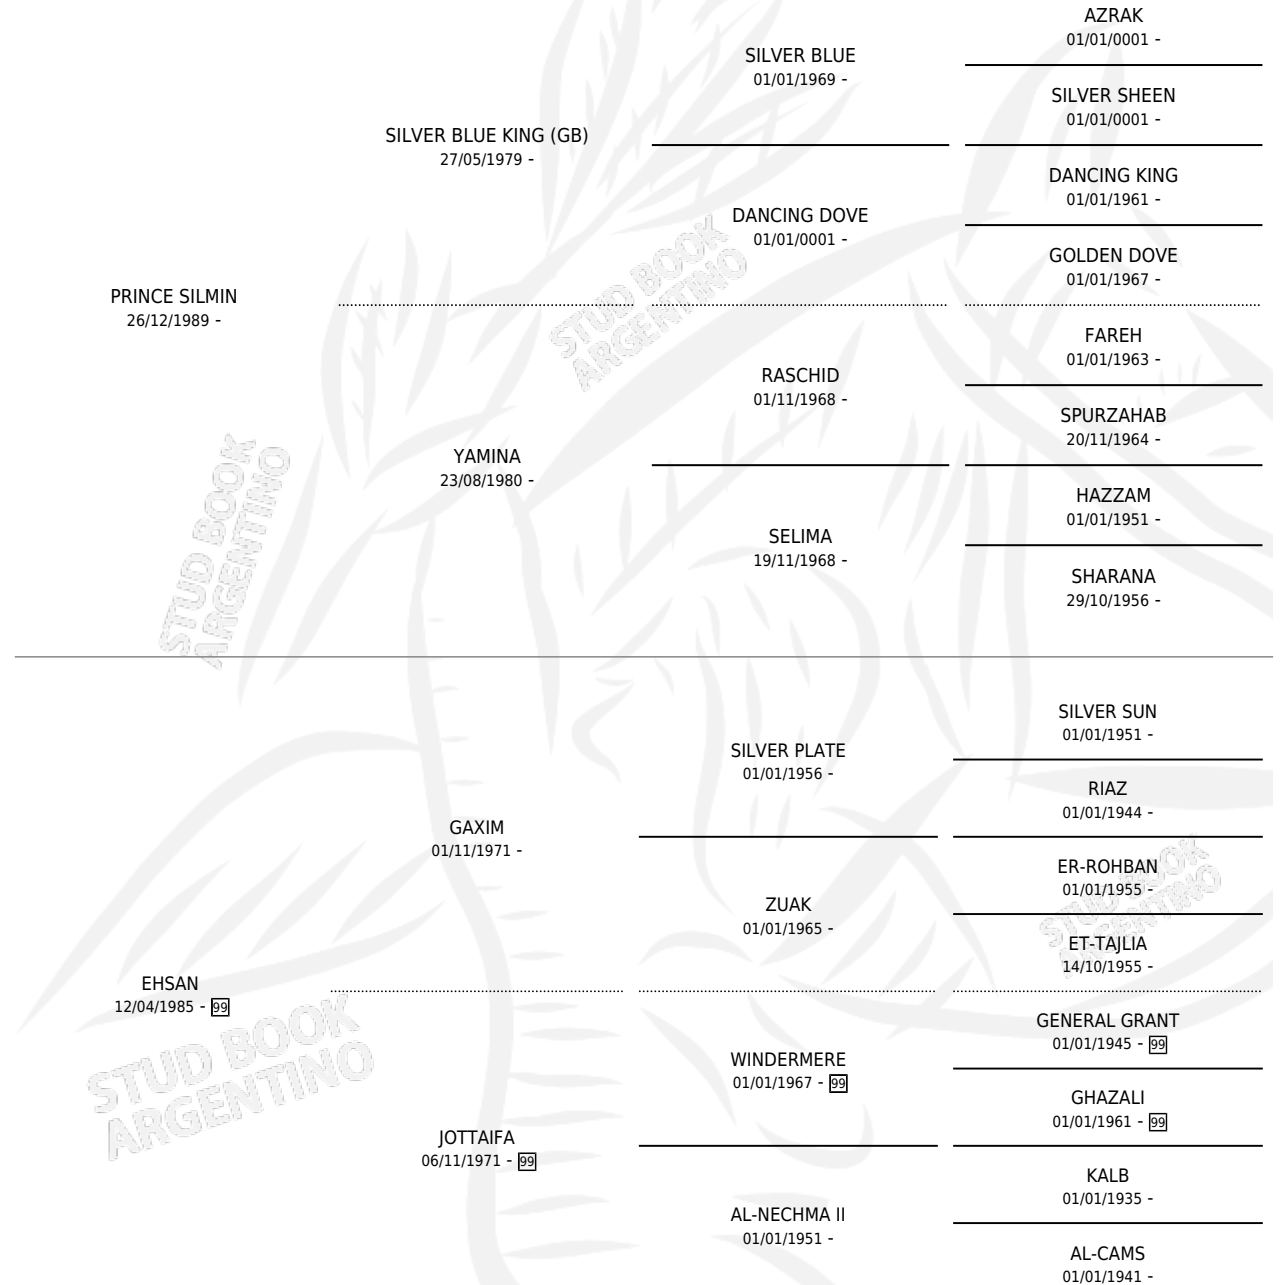 AZRAK
01/01/0001 -
SILVER BLUE
01/01/1969 -
SILVER SHEEN
01/01/0001 -
SILVER BLUE KING (GB)
27/05/1979 -
DANCING KING
01/01/1961 -
DANCING DOVE
01/01/0001 -
GOLDEN DOVE
01/01/1967 -
PRINCE SILMIN
26/12/1989 -
FAREH
01/01/1963 -
RASCHID
01/11/1968 -
SPURZAHAB
20/11/1964 -
YAMINA
23/08/1980 -
HAZZAM
01/01/1951 -
SELIMA
19/11/1968 -
SHARANA
29/10/1956 -
SILVER SUN
01/01/1951 -
SILVER PLATE
01/01/1956 -
RIAZ
01/01/1944 -
GAXIM
01/11/1971 -
ER-ROHBAN
01/01/1955 -
ZUAK
01/01/1965 -
ET-TAJLIA
14/10/1955 -
EHSAN
12/04/1985 - 99
GENERAL GRANT
01/01/1945 - 99
WINDERMERE
01/01/1967 - 99
GHAZALI
01/01/1961 - 99
JOTTAIFA
06/11/1971 - 99
KALB
01/01/1935 -
AL-NECHMA II
01/01/1951 -
AL-CAMS
01/01/1941 -
STUD BOOK
ARGENTINO
STUD BOOK
ARGENTINO
STUD BOOK
ARGENTINO
STUD BOOK
ARGENTINO